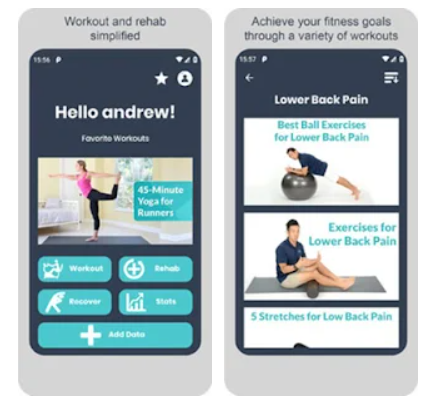 Workout and rehab
simplified
15:56 P
Hello andrew!
Favorite Workouts
45-Minute
Yoga for
Runners
Workout
Rehab
Recover
Stats
Add Data
Achieve your fitness goals
through a variety of workouts
15:57 P
Lower Back Pain
Best Ball Exercises
for Lower Back Pain
Exercises for
Lower Back Pain
5 Stretches for Low Back Pain